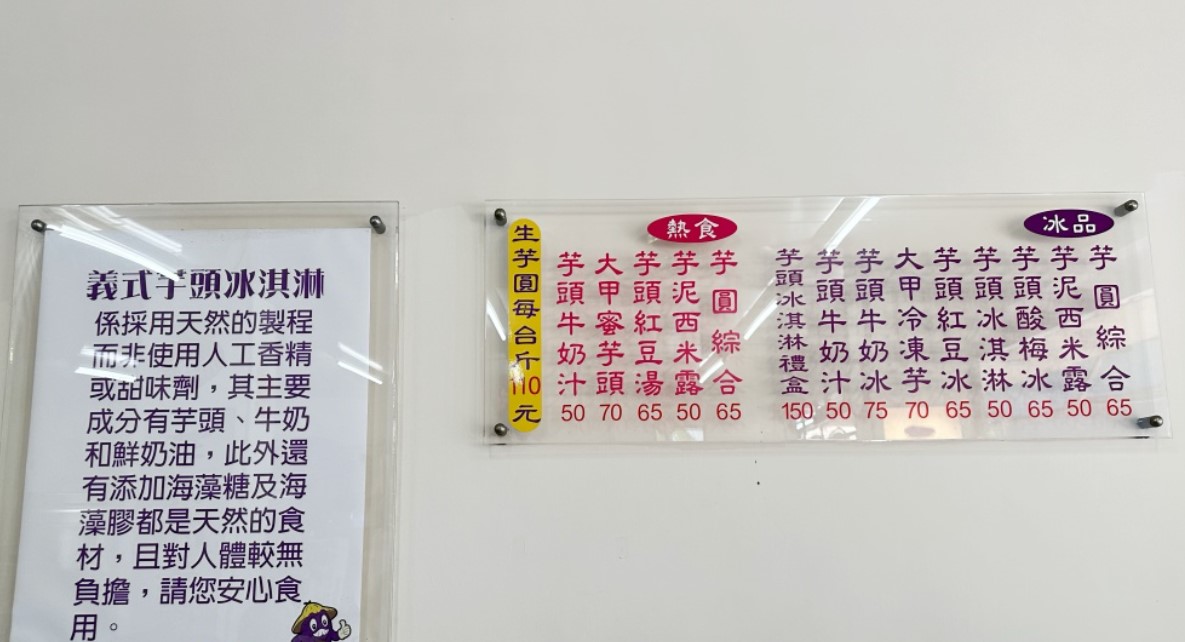 義式芋頭冰淇淋
係採用天然的製程
而非使用人工香精
或甜味劑，其主要
成分有芋頭、牛奶
和鮮奶油，此外還
有添加海藻糖及海
藻膠都是天然的食
材，且對人體較無
負擔，請您安心食
用。
冰品
芋圓綜合 65
芋泥西米露 50
芋頭酸梅冰 65
芋頭冰淇淋 50
芋頭紅豆冰 65
大甲冷凍芋 70
芋頭牛奶冰 75
芋頭牛奶汁 50
芋頭冰淇淋禮盒 150
熱食
芋圓綜合 65
芋泥西米露 50
芋頭紅豆湯 65
大甲蜜芋頭 70
芋頭牛奶汁 50
生芋圓每台斤110元